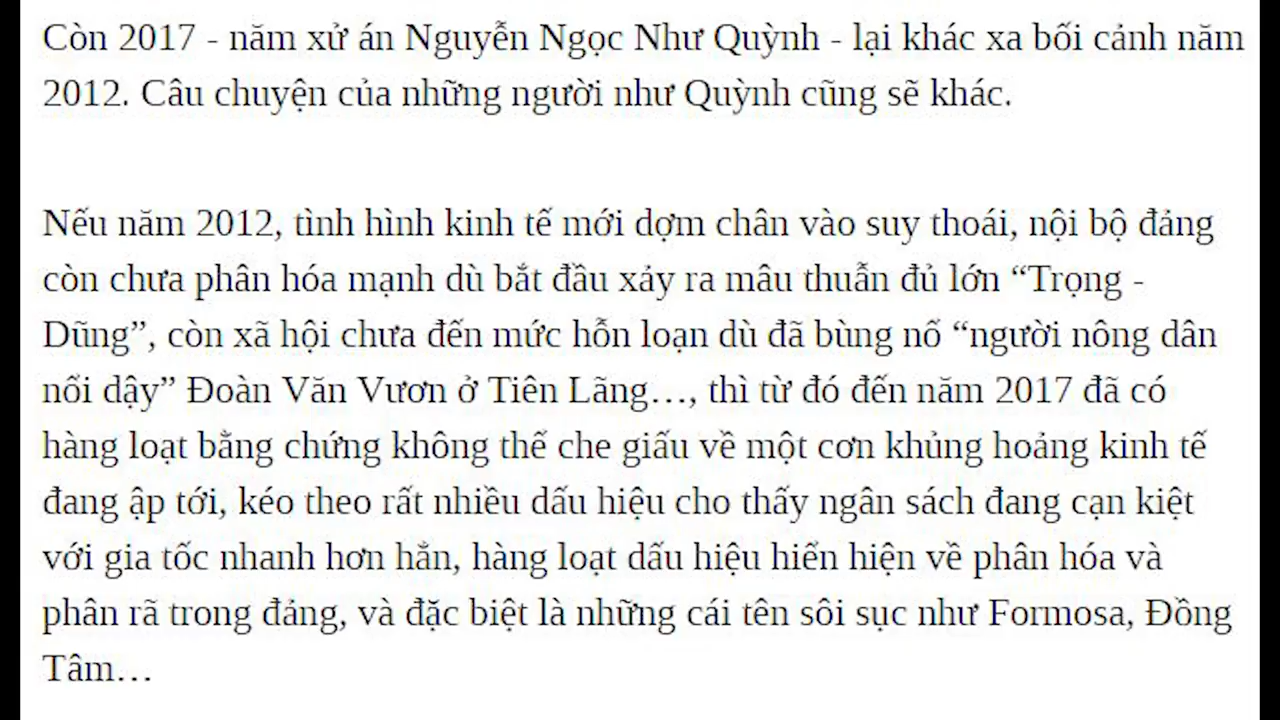 Còn 2017 - năm xử án Nguyễn Ngọc Như Quỳnh - lại khác xa bối cảnh năm
2012. Câu chuyện của những người như Quỳnh cũng sẽ khác.
Nếu năm 2012, tình hình kinh tế mới dợm chân vào suy thoái, nội bộ đảng
còn chưa phân hóa mạnh dù bắt đầu xảy ra mâu thuẫn đủ lớn “Trọng -
Dũng”, còn xã hội chưa đến mức hỗn loạn dù đã bùng nổ “người nông dân
nổi dậy” Đoàn Văn Vươn ở Tiên Lãng…, thì từ đó đến năm 2017 đã có
hàng loạt bằng chứng không thể che giấu về một cơn khủng hoảng kinh tế
đang ập tới, kéo theo rất nhiều dấu hiệu cho thấy ngân sách đang cạn kiệt
với gia tốc nhanh hơn hẳn, hàng loạt dấu hiệu hiển hiện về phân hóa và
phân rã trong đảng, và đặc biệt là những cái tên sôi sục như Formosa, Đồng
Tâm…